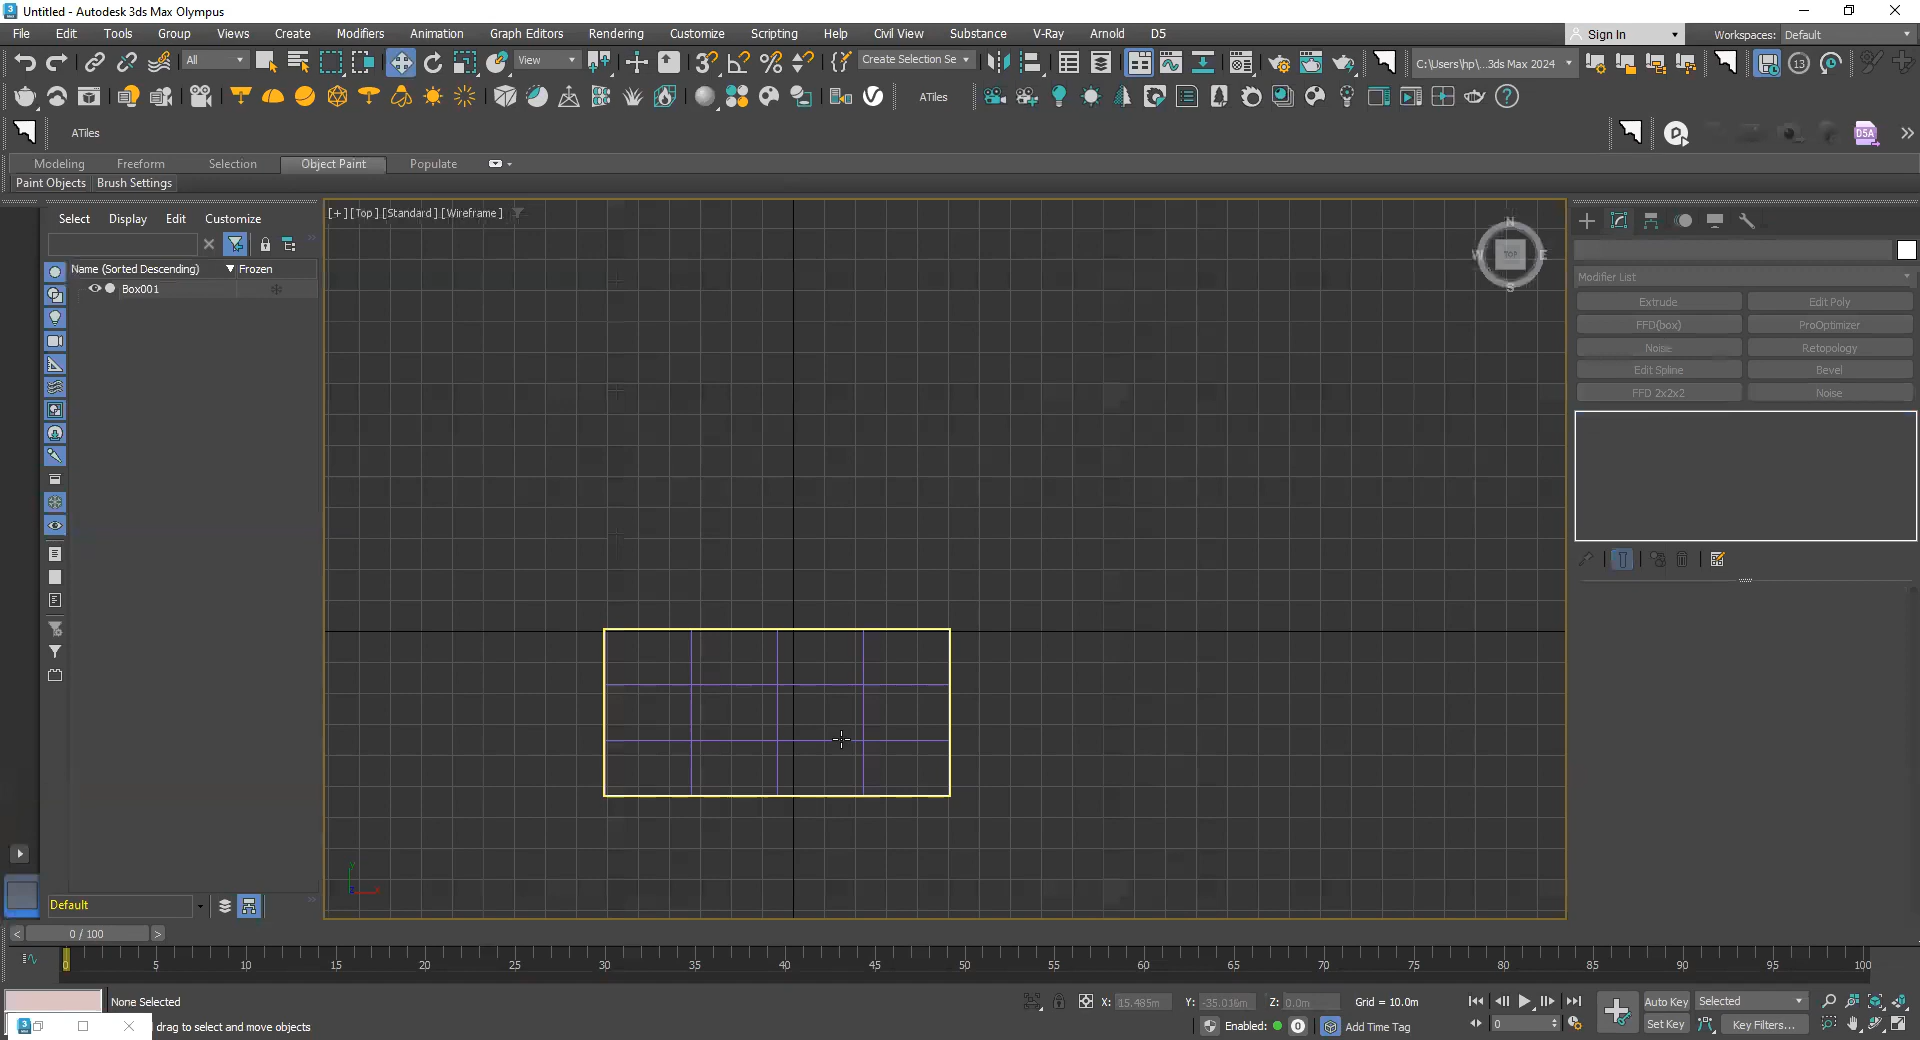 Untitled - Autodesk 3ds Max Olympus
File Edit Tools Group Views Create Modifiers Animation Graph Editors Rendering Customize Scripting Help Civil View Substance V-Ray Arnold D5 Sign In Workspaces: Default
All View Create Selection Se C:\Users\hp\...3ds Max 2024 13
ATiles
ATiles D5A
Modeling Freeform Selection Object Paint Populate
Paint Objects Brush Settings
Select Display Edit Customize
[+] [Top] [Standard] [Wireframe]
N
W TOP E
S
Name (Sorted Descending) Frozen
Box001
Modifier List
Extrude Edit Poly
FFD(box) ProOptimizer
Noise Retopology
Edit Spline Bevel
FFD 2x2x2 Noise
Default
0 / 100
0 5 10 15 20 25 30 35 40 45 50 55 60 65 70 75 80 85 90 95 100
None Selected X: 15.485m Y: -35.016m Z: 0.0m Grid = 10.0m Auto Key Selected
drag to select and move objects Enabled: 0 Add Time Tag 0 Set Key Key Filters...